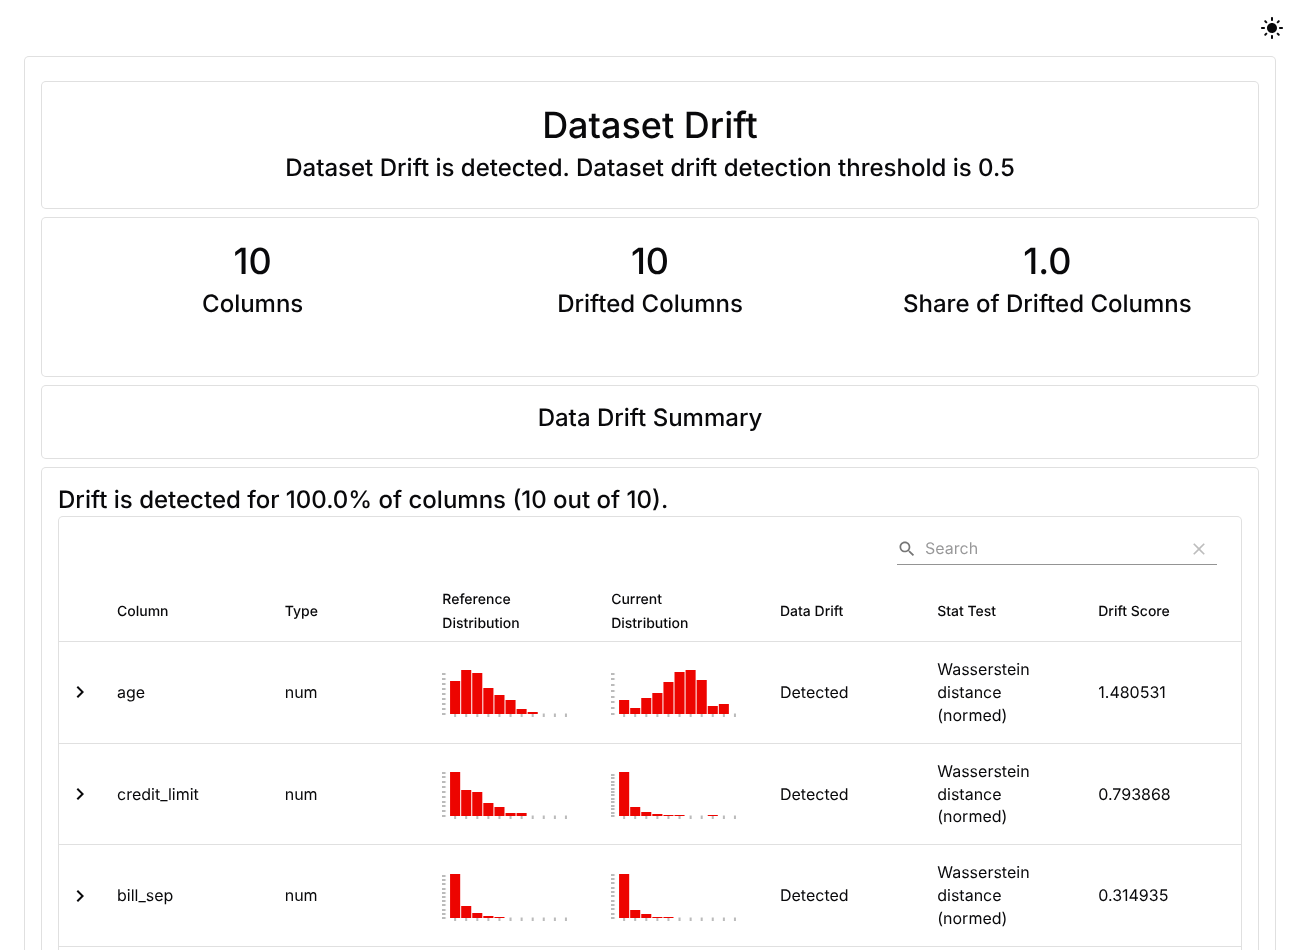 Dataset Drift
Dataset Drift is detected. Dataset drift detection threshold is 0.5
10
10
1.0
Columns
Drifted Columns
Share of Drifted Columns
Data Drift Summary
Drift is detected for 100.0% of columns (10 out of 10).
Search
Column
Type
Reference
Distribution
Current
Distribution
Data Drift
Stat Test
Drift Score
age
num
Detected
Wasserstein
distance
(normed)
1.480531
credit_limit
num
Detected
Wasserstein
distance
(normed)
0.793868
bill_sep
num
Detected
Wasserstein
distance
(normed)
0.314935